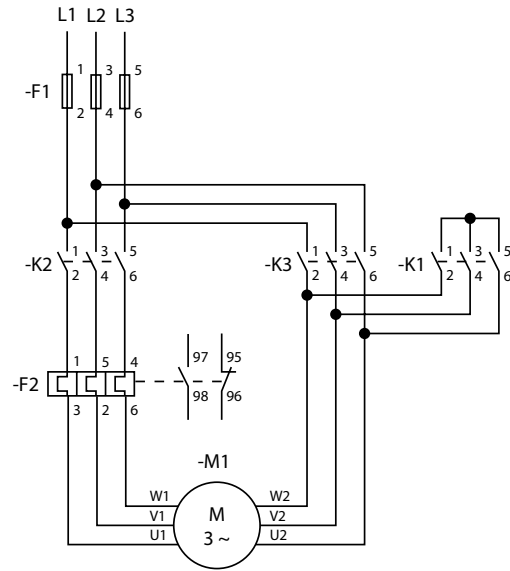 L1 L2 L3
1 3 5
-F1
2 4 6
1 3 5
-K2
2 4 6
1 3 5
-K3
2 4 6
1 3 5
-K1
2 4 6
97 95
1 5 4
-F2
98 96
3 2 6
-M1
W1 W2
M
V1 V2
3 ~
U1 U2